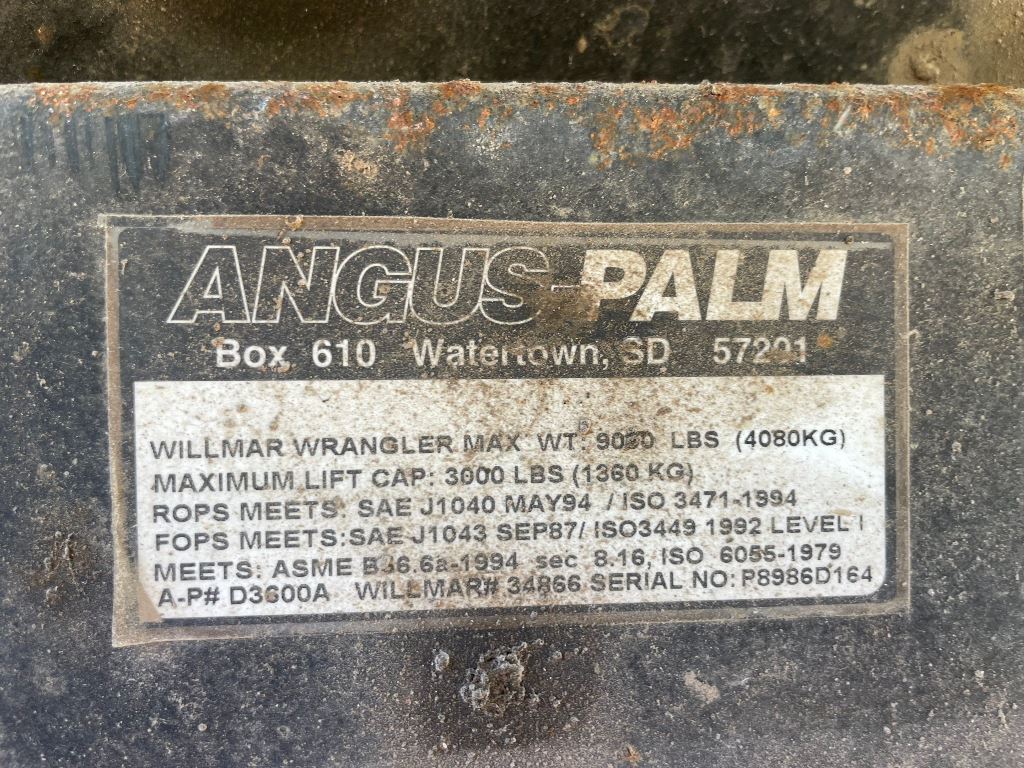 ANGUS-PALM
Box 610 Watertown, SD 57201
WILLMAR WRANGLER MAX WT: 9000 LBS (4080KG)
MAXIMUM LIFT CAP: 3000 LBS (1360 KG)
ROPS MEETS: SAE J1040 MAY94 / ISO 3471-1994
FOPS MEETS:SAE J1043 SEP87/ ISO3449 1992 LEVEL I
MEETS: ASME B56.6a-1994 sec 8.16, ISO 6055-1979
A-P# D3600A WILLMAR# 34866 SERIAL NO: P8986D164